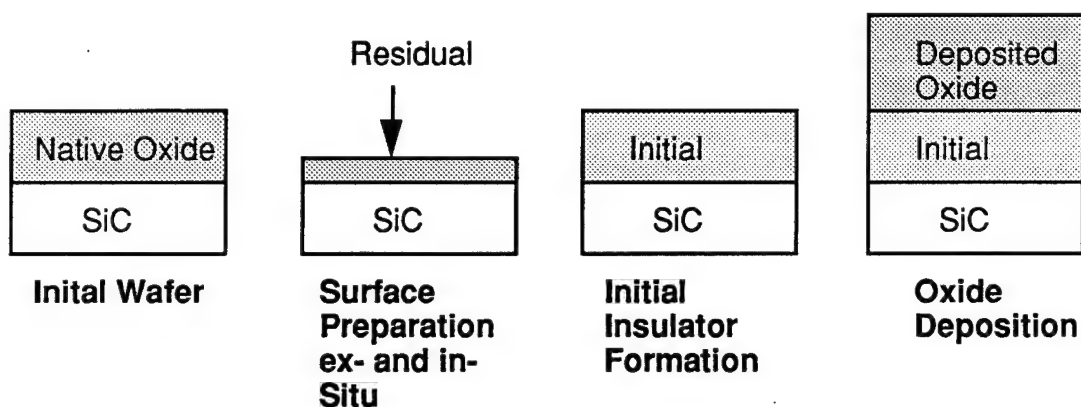 Residual
Native Oxide
SiC
Inital Wafer
SiC
Surface
Preparation
ex- and in-
Situ
Initial
SiC
Initial
Insulator
Formation
Deposited
Oxide
Initial
SiC
Oxide
Deposition